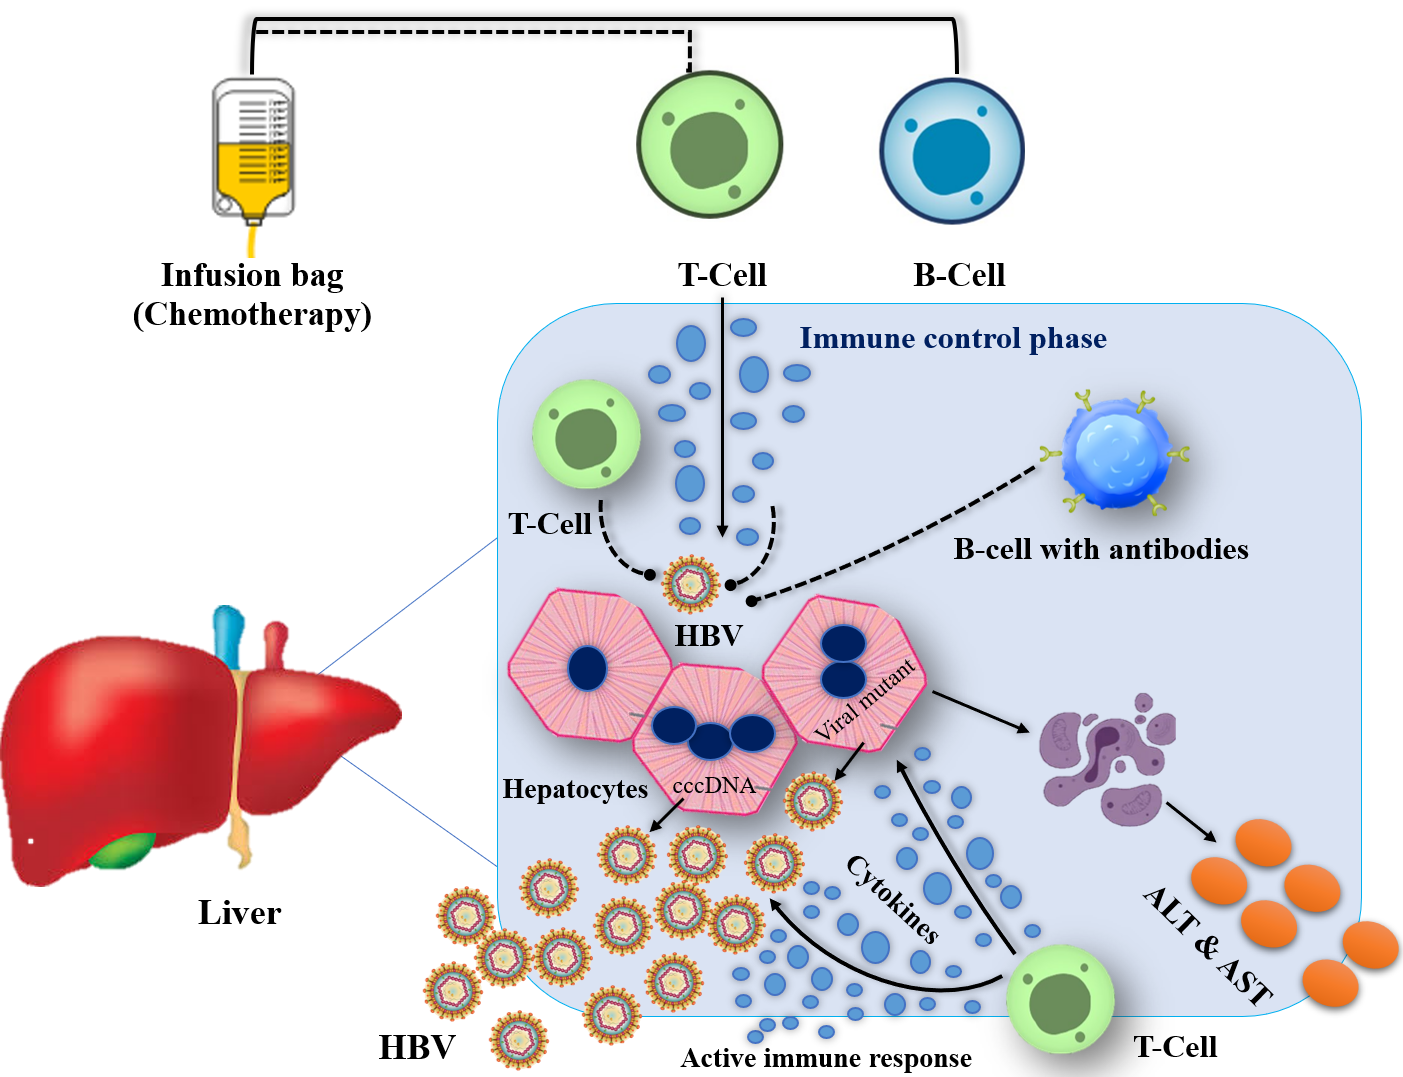 Infusion bag
(Chemotherapy)
T-Cell
B-Cell
Immune control phase
T-Cell
B-cell with antibodies
HBV
Viral mutant
Hepatocytes
cccDNA
Cytokines
ALT & AST
Liver
HBV
Active immune response
T-Cell